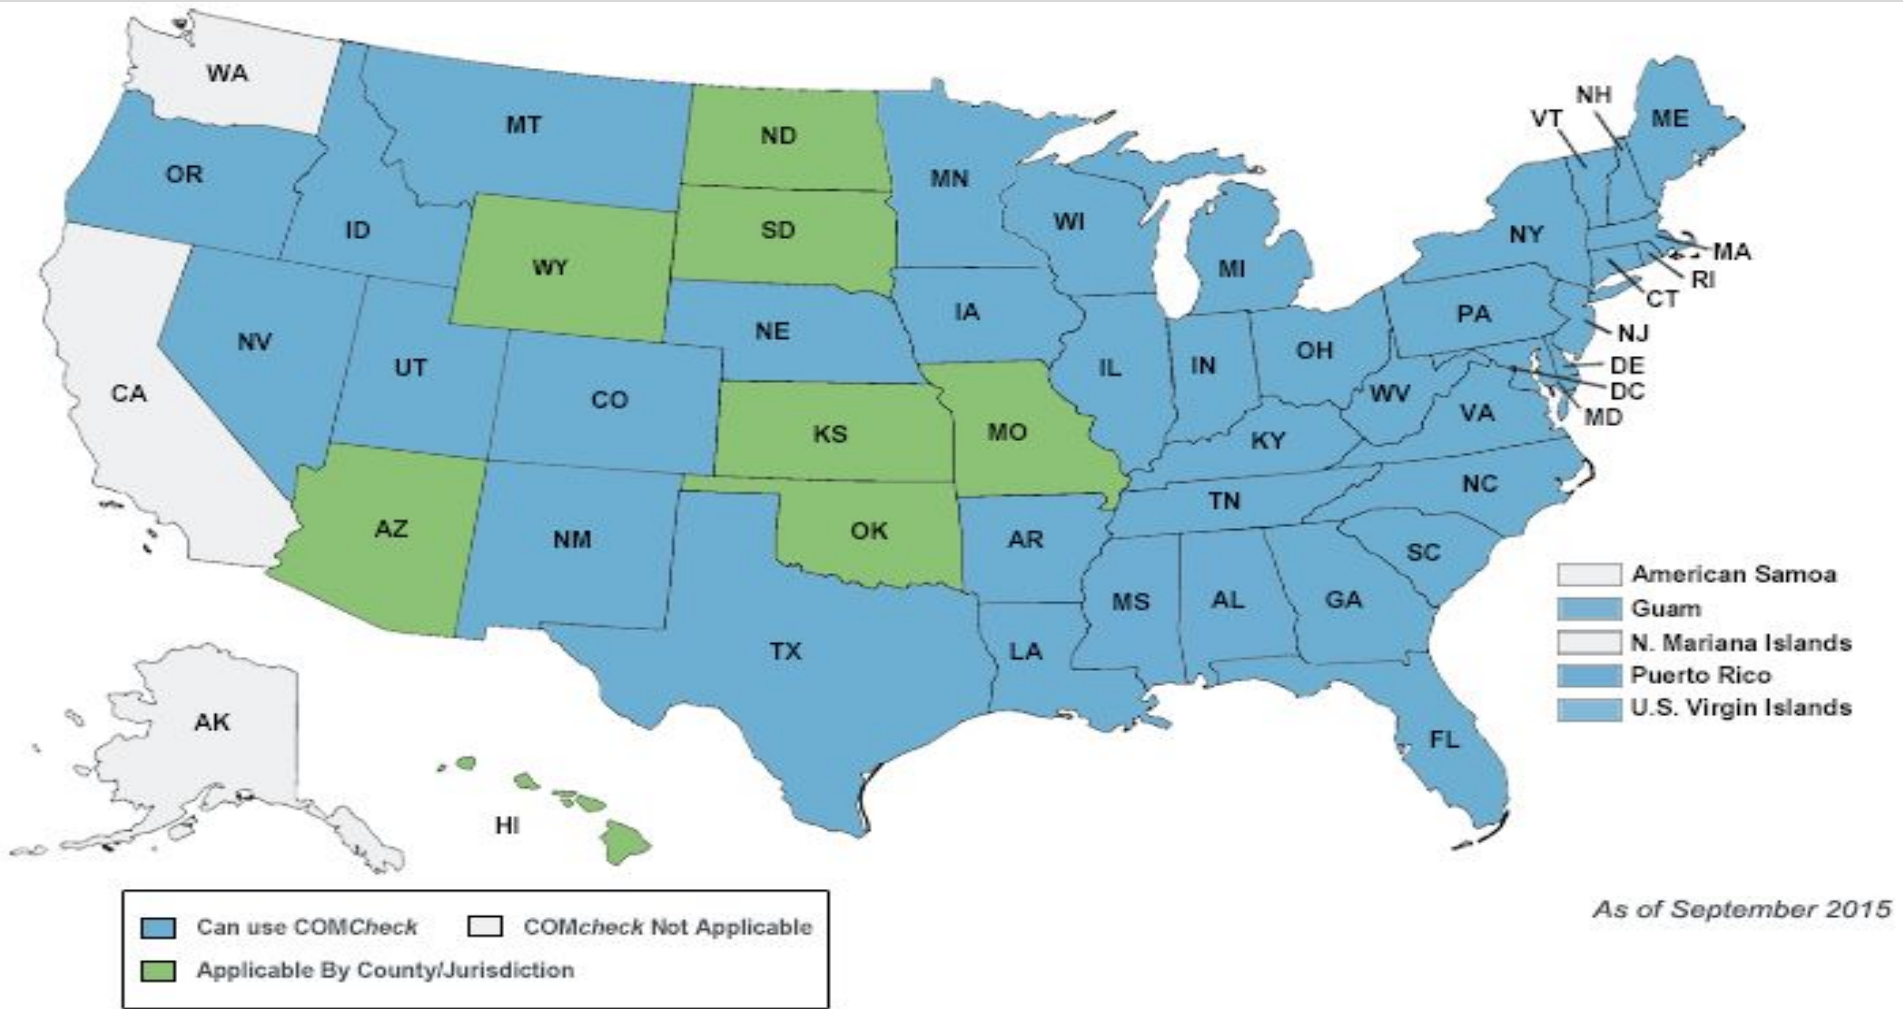 WA
MT
ND
MN
OR
ID
SD
WY
WI
MI
NH
VT
ME
NY
MA
RI
CT
NV
UT
CO
NE
IA
IL
IN
OH
PA
NJ
DE
DC
MD
CA
KS
MO
WV
VA
KY
AZ
NM
OK
AR
TN
NC
SC
MS
AL
GA
TX
LA
FL
AK
HI
American Samoa
Guam
N. Mariana Islands
Puerto Rico
U.S. Virgin Islands
Can use COMCheck
COMcheck Not Applicable
Applicable By County/Jurisdiction
As of September 2015